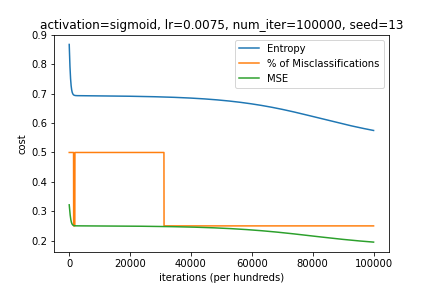 activation=sigmoid, lr=0.0075, num_iter=100000, seed=13
0.9
0.8
0.7
0.6
0.5
0.4
0.3
0.2
cost
Entropy
% of Misclassifications
MSE
0 20000 40000 60000 80000 100000
iterations (per hundreds)